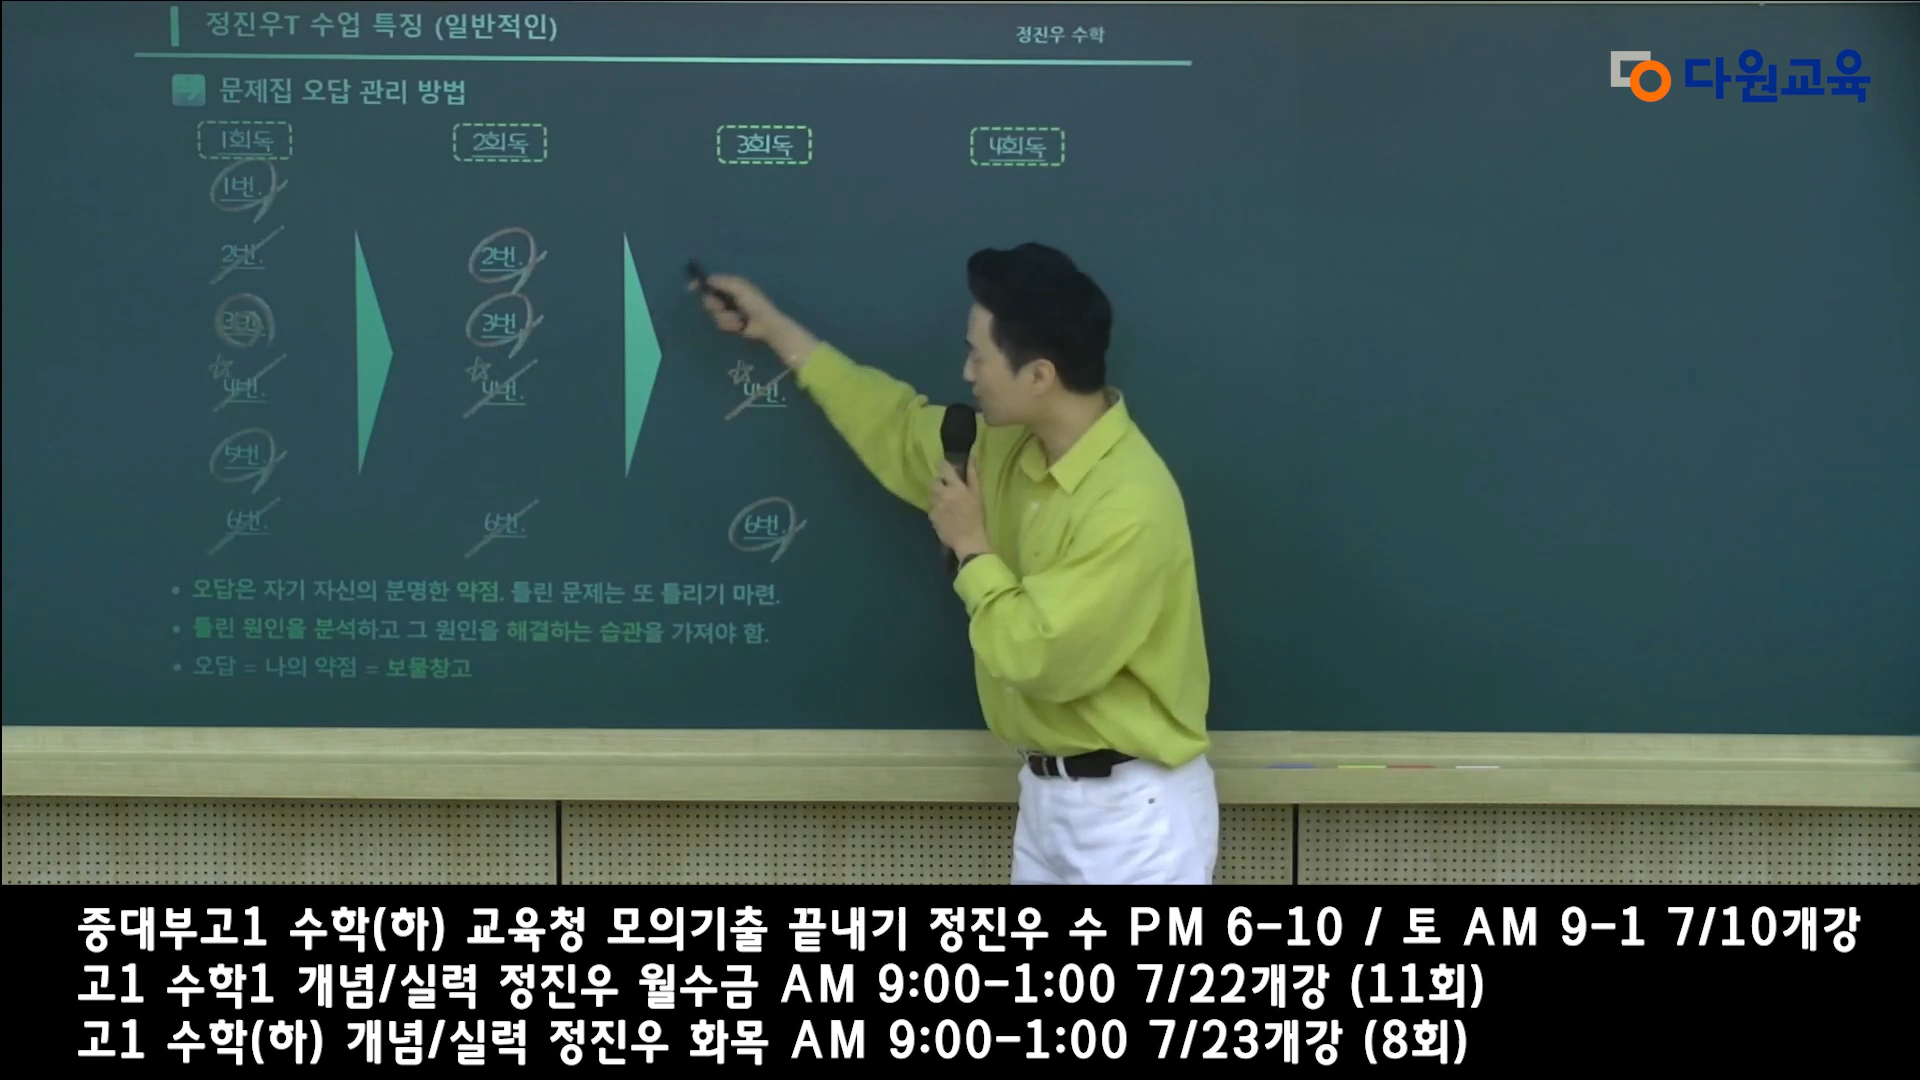 정진우T 수업 특징 (일반적인)
정진우 수학
다원교육
문제집 오답 관리 방법
1회독 2회독 3회독 4회독
1번.
2번. 2번.
3번. 3번.
4번. 4번. 4번.
5번.
6번. 6번. 6번.
• 오답은 자기 자신의 분명한 약점. 틀린 문제는 또 틀리기 마련.
• 틀린 원인을 분석하고 그 원인을 해결하는 습관을 가져야 함.
• 오답 = 나의 약점 = 보물창고
중대부고1 수학(하) 교육청 모의기출 끝내기 정진우 수 PM 6-10 / 토 AM 9-1 7/10개강
고1 수학1 개념/실력 정진우 월수금 AM 9:00-1:00 7/22개강 (11회)
고1 수학(하) 개념/실력 정진우 화목 AM 9:00-1:00 7/23개강 (8회)